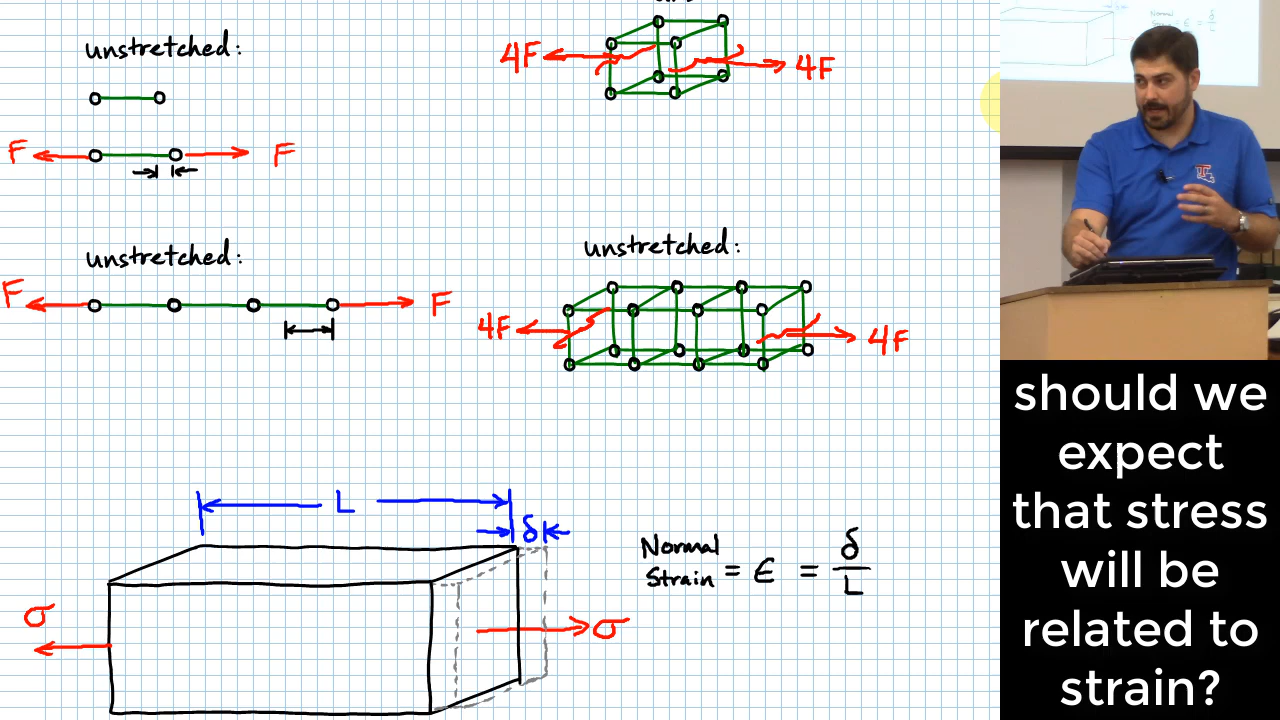 unstretched:
F
F
unstretched:
F
F
4F
4F
unstretched:
4F
4F
L
δ
σ
σ
Normal
Strain = ϵ = δ
L
should we
expect
that stress
will be
related to
strain?